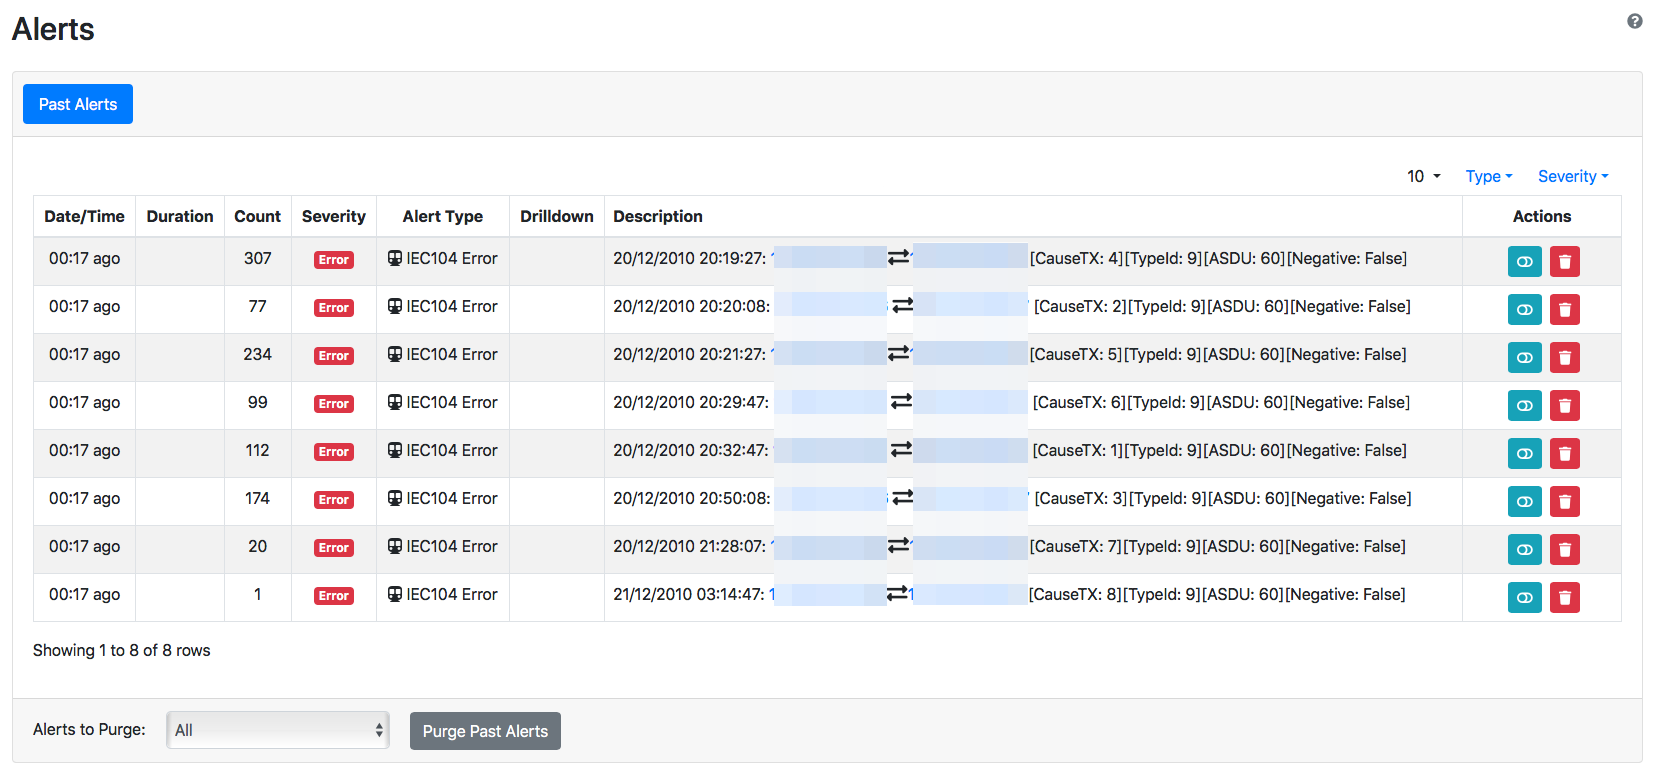 Alerts
Past Alerts
10 Type Severity
Date/Time Duration Count Severity Alert Type Drilldown Description Actions
00:17 ago 307 Error IEC104 Error 20/12/2010 20:19:27: [CauseTX: 4][TypeId: 9][ASDU: 60][Negative: False]
00:17 ago 77 Error IEC104 Error 20/12/2010 20:20:08: [CauseTX: 2][TypeId: 9][ASDU: 60][Negative: False]
00:17 ago 234 Error IEC104 Error 20/12/2010 20:21:27: [CauseTX: 5][TypeId: 9][ASDU: 60][Negative: False]
00:17 ago 99 Error IEC104 Error 20/12/2010 20:29:47: [CauseTX: 6][TypeId: 9][ASDU: 60][Negative: False]
00:17 ago 112 Error IEC104 Error 20/12/2010 20:32:47: [CauseTX: 1][TypeId: 9][ASDU: 60][Negative: False]
00:17 ago 174 Error IEC104 Error 20/12/2010 20:50:08: [CauseTX: 3][TypeId: 9][ASDU: 60][Negative: False]
00:17 ago 20 Error IEC104 Error 20/12/2010 21:28:07: [CauseTX: 7][TypeId: 9][ASDU: 60][Negative: False]
00:17 ago 1 Error IEC104 Error 21/12/2010 03:14:47: [CauseTX: 8][TypeId: 9][ASDU: 60][Negative: False]
Showing 1 to 8 of 8 rows
Alerts to Purge: All Purge Past Alerts